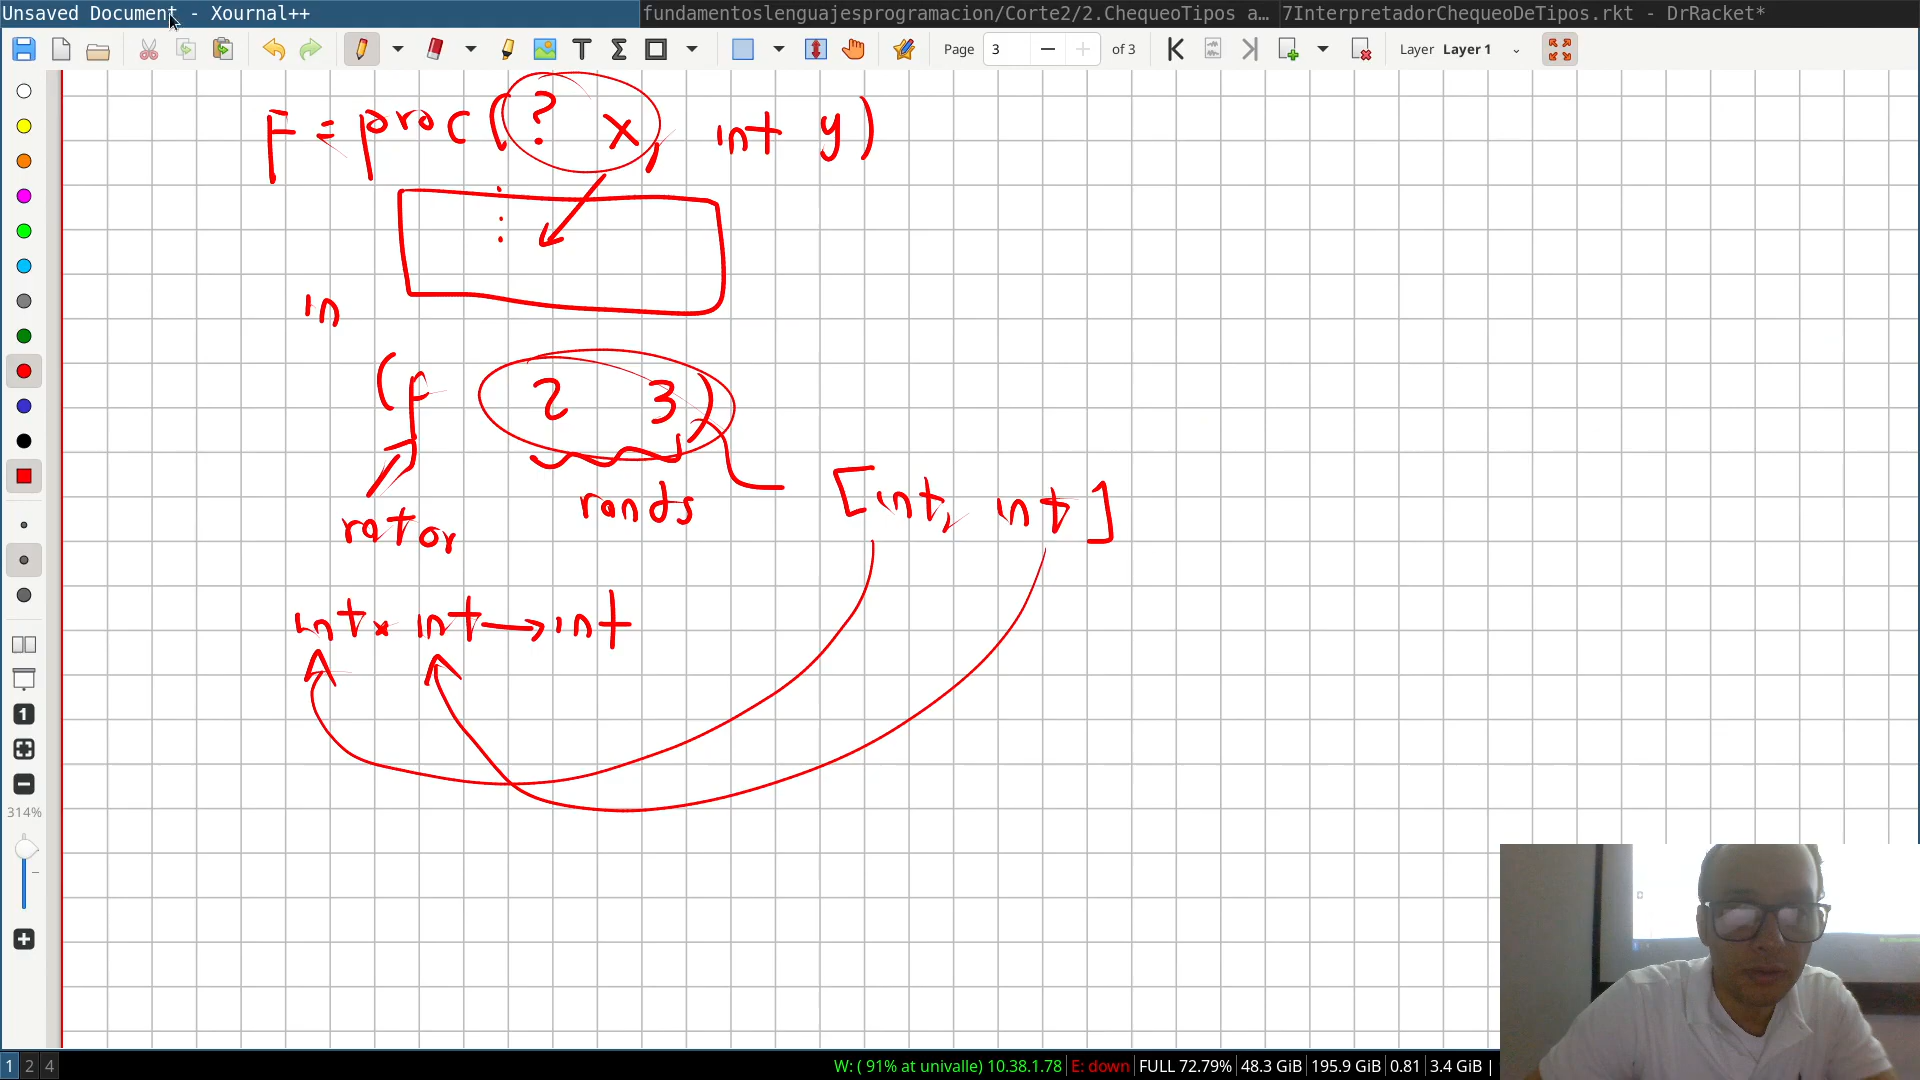 Unsaved Document - Xournal++
fundamentoslenguajesprogramacion/Corte2/2.ChequeoTipos a…
7InterpretadorChequeoDeTipos.rkt - DrRacket*
Page 3 of 3 Layer Layer 1
F = proc (? x, int y)
in
(f 2 3)
rator
rands
[int, int]
int x int → int
1
314%
1 2 4
W: ( 91% at univalle) 10.38.1.78 E: down FULL 72.79% 48.3 GiB 195.9 GiB 0.81 3.4 GiB